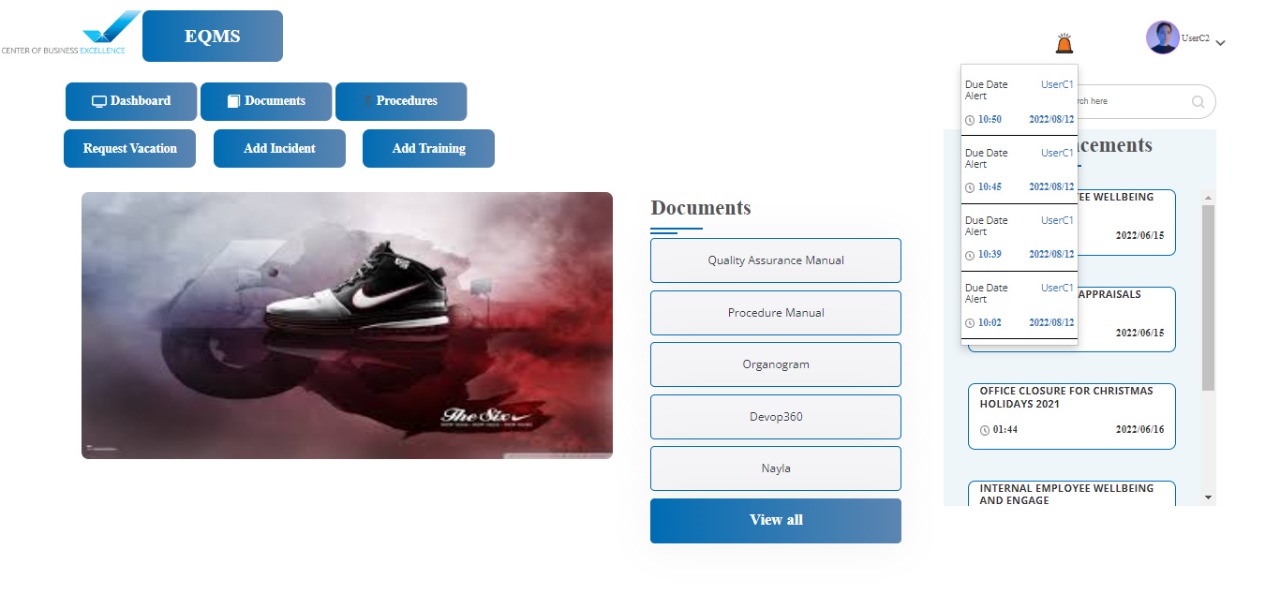 EQMS
CENTER OF BUSINESS EXCELLENCE
UserC2
Dashboard
Documents
Procedures
Request Vacation
Add Incident
Add Training
Due Date
Alert
UserC1
10:50
2022/08/12
Due Date
Alert
UserC1
10:45
2022/08/12
Due Date
Alert
UserC1
10:39
2022/08/12
Due Date
Alert
UserC1
10:02
2022/08/12
rch here
cements
EE WELLBEING
2022/06/15
APPRAISALS
2022/06/15
OFFICE CLOSURE FOR CHRISTMAS
HOLIDAYS 2021
01:44
2022/06/16
INTERNAL EMPLOYEE WELLBEING
AND ENGAGE
The Six
Documents
Quality Assurance Manual
Procedure Manual
Organogram
Devop360
Nayla
View all